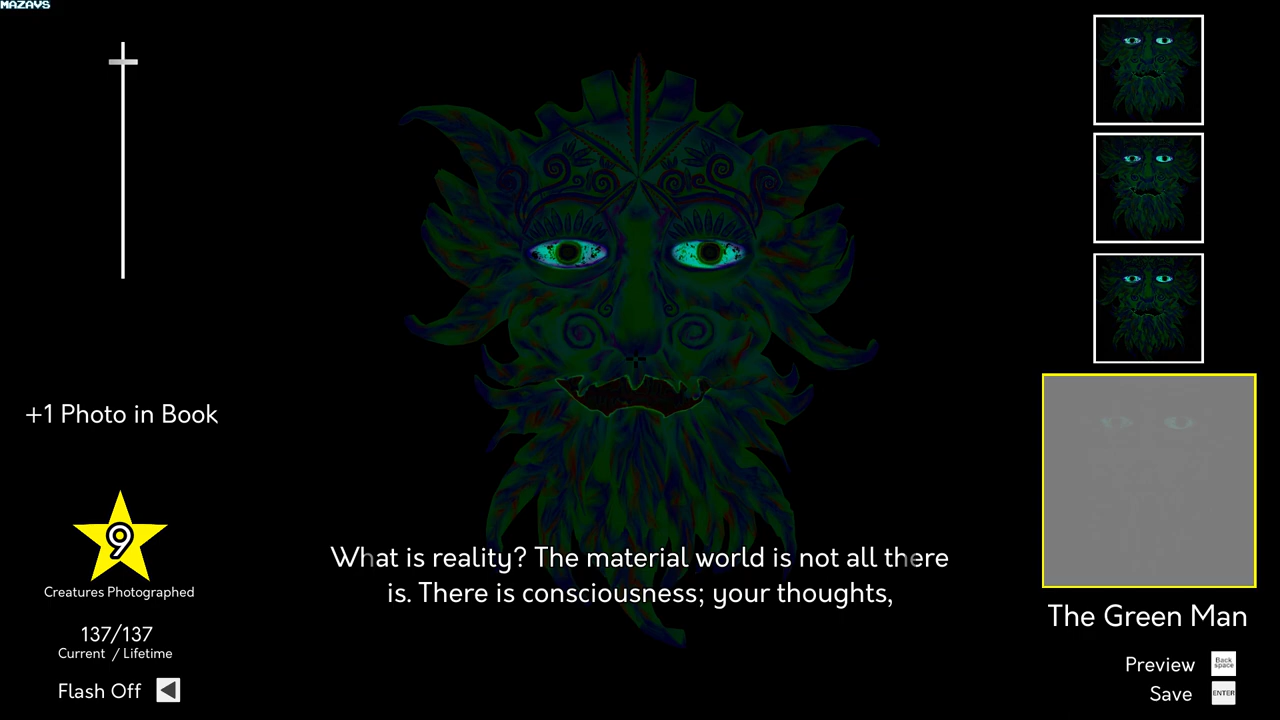 MAZAVS
+1 Photo in Book
9
Creatures Photographed
137/137
Current / Lifetime
Flash Off
What is reality? The material world is not all there
is. There is consciousness; your thoughts,
The Green Man
Preview Back space
Save ENTER